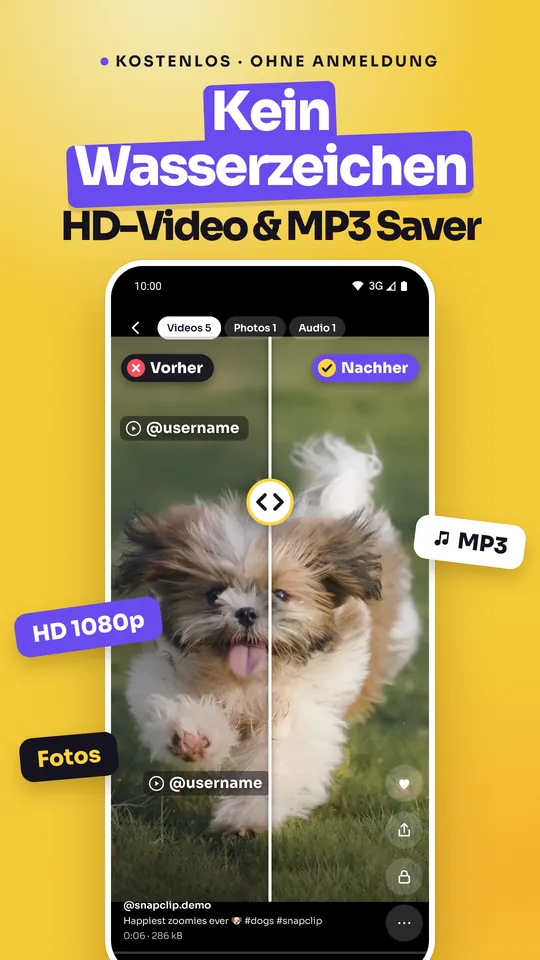 KOSTENLOS · OHNE ANMELDUNG
Kein
Wasserzeichen
HD-Video & MP3 Saver
10:00
3G
Videos 5
Photos 1
Audio 1
Vorher
Nachher
@username
MP3
HD 1080p
Fotos
@username
@snapclip.demo
Happiest zoomies ever 🐶 #dogs #snapclip
0:06 · 286 kB